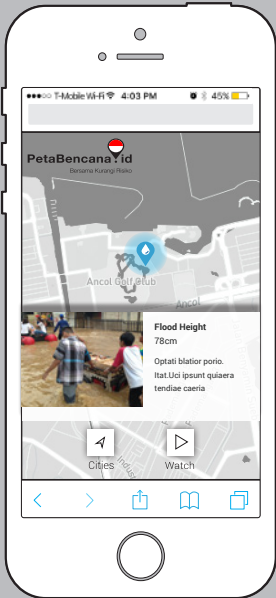 T-Mobile Wi-Fi 4:03 PM 45%
PetaBencana.id
Bersama Kurangi Risiko
Ancol Golf Club
Ancol
Flood Height
78cm
Optati blatior porio.
Itat.Uci ipsunt quiaera
tendiae caeria
Cities
Watch